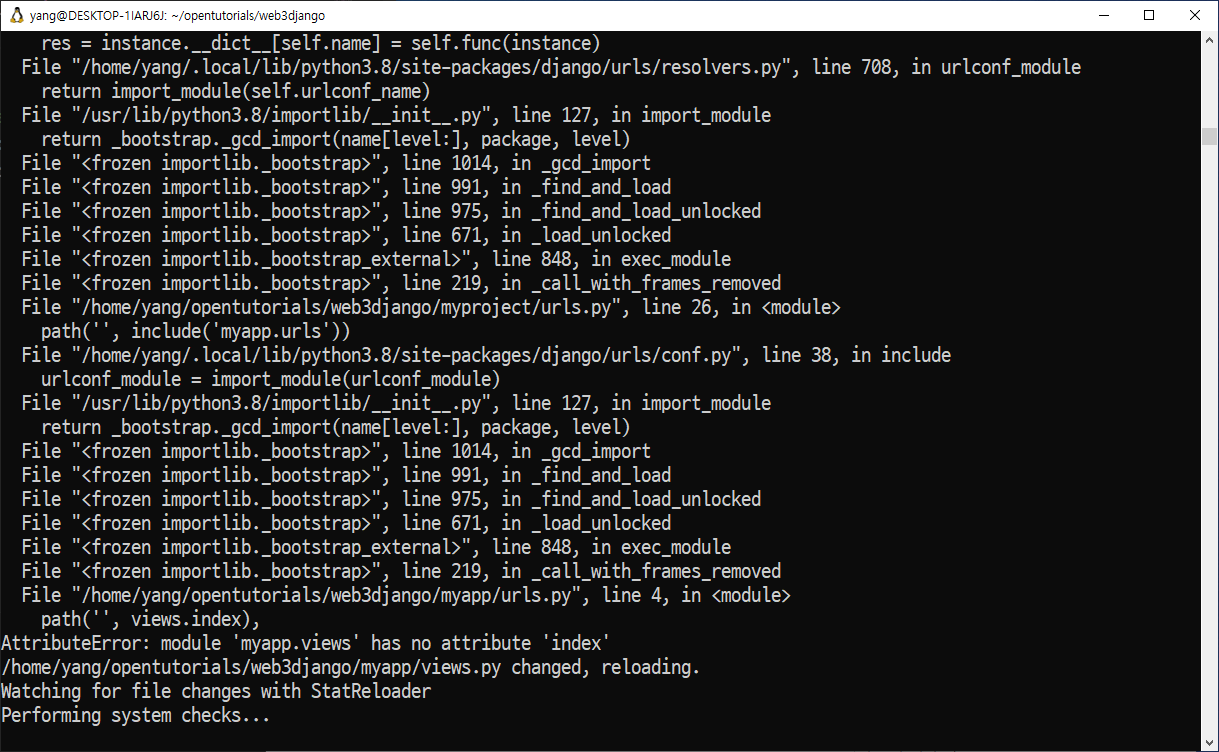 yang@DESKTOP-1IARJ6J: ~/opentutorials/web3django
    res = instance.__dict__[self.name] = self.func(instance)
  File "/home/yang/.local/lib/python3.8/site-packages/django/urls/resolvers.py", line 708, in urlconf_module
    return import_module(self.urlconf_name)
  File "/usr/lib/python3.8/importlib/__init__.py", line 127, in import_module
    return _bootstrap._gcd_import(name[level:], package, level)
  File "<frozen importlib._bootstrap>", line 1014, in _gcd_import
  File "<frozen importlib._bootstrap>", line 991, in _find_and_load
  File "<frozen importlib._bootstrap>", line 975, in _find_and_load_unlocked
  File "<frozen importlib._bootstrap>", line 671, in _load_unlocked
  File "<frozen importlib._bootstrap_external>", line 848, in exec_module
  File "<frozen importlib._bootstrap>", line 219, in _call_with_frames_removed
  File "/home/yang/opentutorials/web3django/myproject/urls.py", line 26, in <module>
    path('', include('myapp.urls'))
  File "/home/yang/.local/lib/python3.8/site-packages/django/urls/conf.py", line 38, in include
    urlconf_module = import_module(urlconf_module)
  File "/usr/lib/python3.8/importlib/__init__.py", line 127, in import_module
    return _bootstrap._gcd_import(name[level:], package, level)
  File "<frozen importlib._bootstrap>", line 1014, in _gcd_import
  File "<frozen importlib._bootstrap>", line 991, in _find_and_load
  File "<frozen importlib._bootstrap>", line 975, in _find_and_load_unlocked
  File "<frozen importlib._bootstrap>", line 671, in _load_unlocked
  File "<frozen importlib._bootstrap_external>", line 848, in exec_module
  File "<frozen importlib._bootstrap>", line 219, in _call_with_frames_removed
  File "/home/yang/opentutorials/web3django/myapp/urls.py", line 4, in <module>
    path('', views.index),
AttributeError: module 'myapp.views' has no attribute 'index'
/home/yang/opentutorials/web3django/myapp/views.py changed, reloading.
Watching for file changes with StatReloader
Performing system checks...